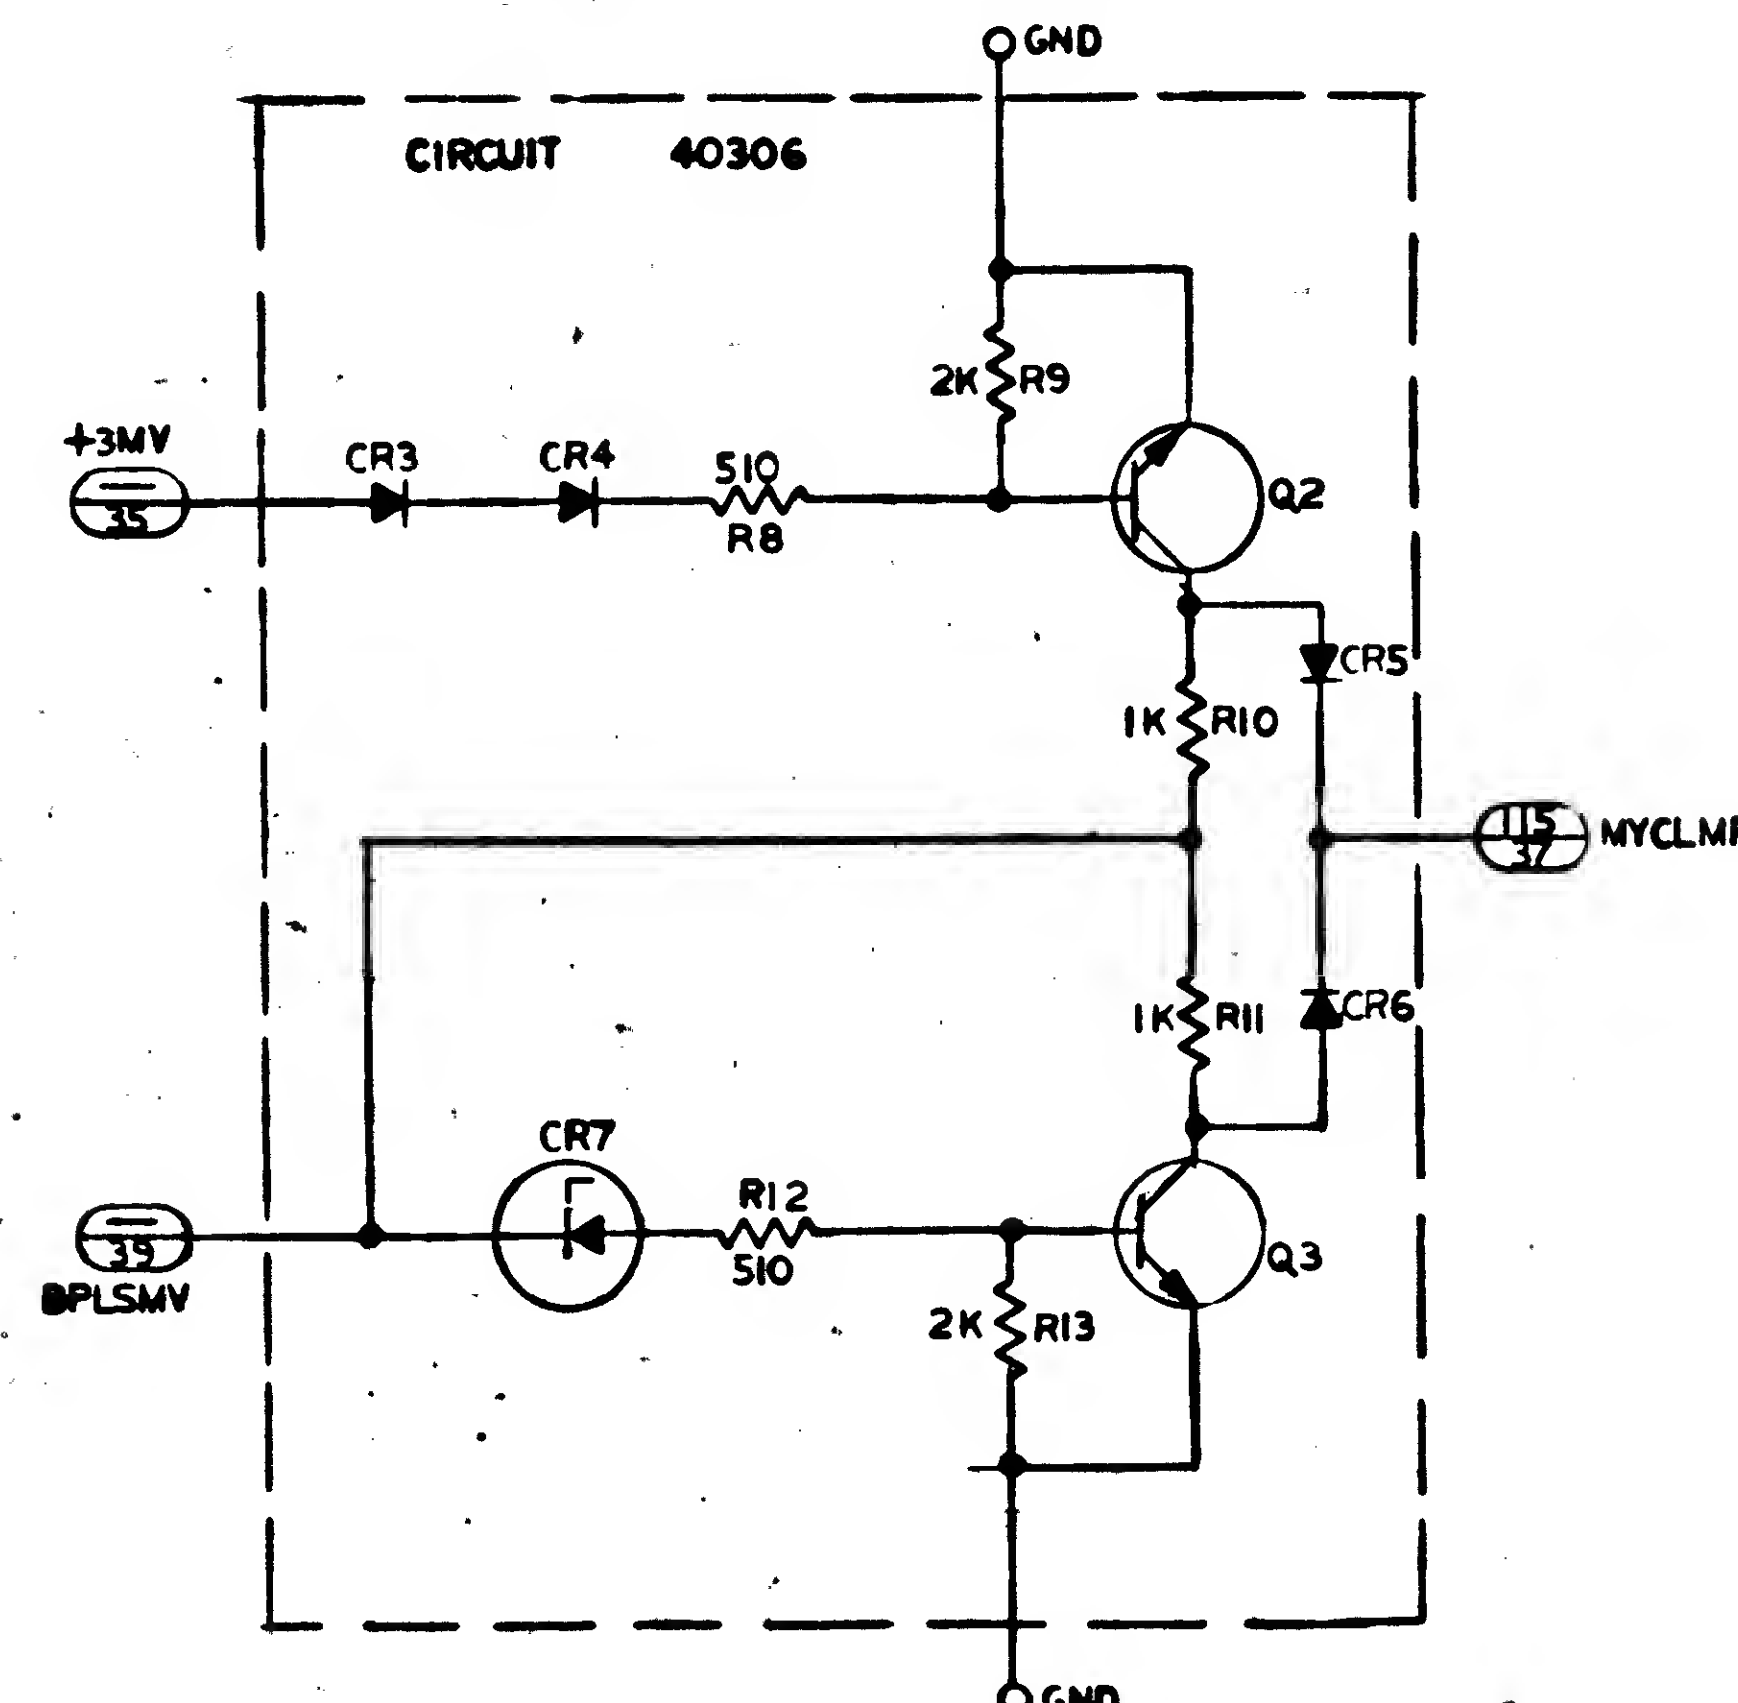 GND
CIRCUIT 40306
2K R9
+3MV
35
CR3
CR4
510
R8
Q2
CR5
1K R10
115
37
1K R11
CR6
CR7
R12
510
39
BPLSMV
Q3
2K R13
GND